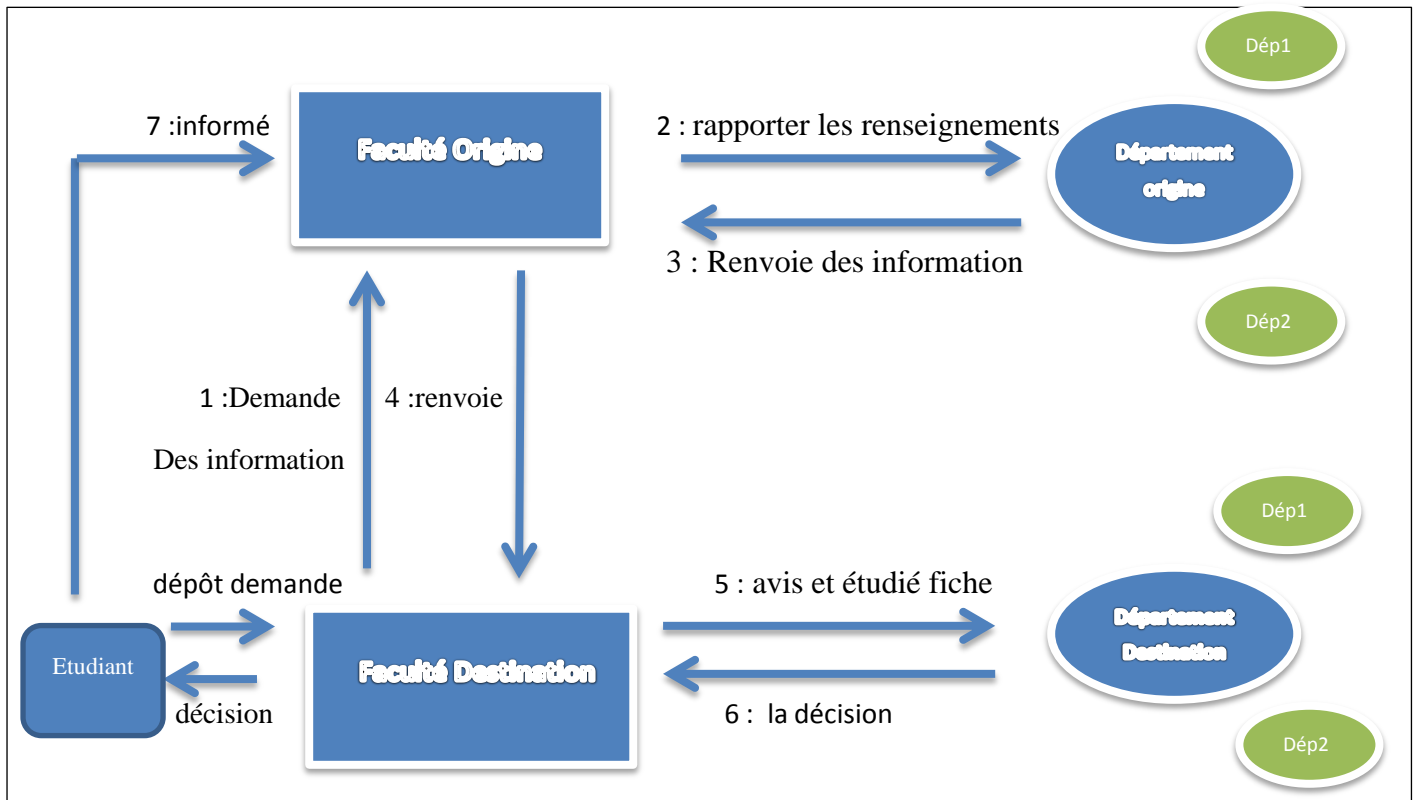 Dép1
7 :informé
Faculté Origine
2 : rapporter les renseignements
Département
origine
3 : Renvoie des information
Dép2
1 :Demande
Des information
4 :renvoie
Dép1
dépôt demande
5 : avis et étudié fiche
Etudiant
Faculté Destination
Département
Destination
décision
6 : la décision
Dép2